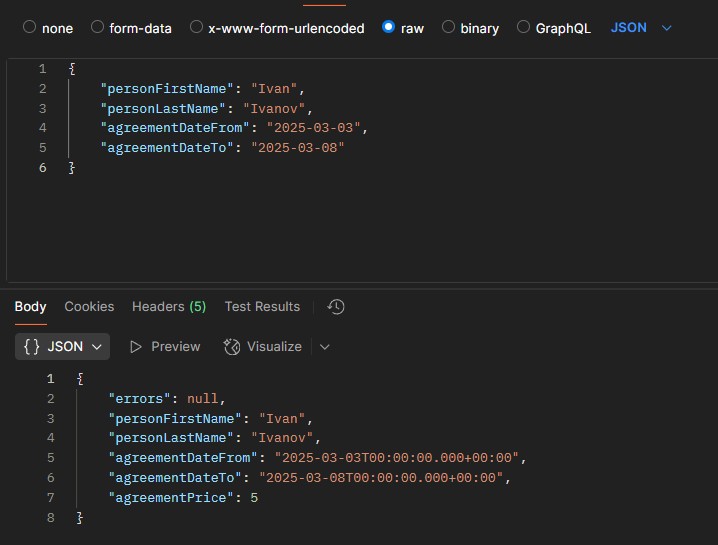 none form-data x-www-form-urlencoded raw binary GraphQL JSON
1 {
2 "personFirstName": "Ivan",
3 "personLastName": "Ivanov",
4 "agreementDateFrom": "2025-03-03",
5 "agreementDateTo": "2025-03-08"
6 }
Body Cookies Headers (5) Test Results
{} JSON Preview Visualize
1 {
2 "errors": null,
3 "personFirstName": "Ivan",
4 "personLastName": "Ivanov",
5 "agreementDateFrom": "2025-03-03T00:00:00.000+00:00",
6 "agreementDateTo": "2025-03-08T00:00:00.000+00:00",
7 "agreementPrice": 5
8 }